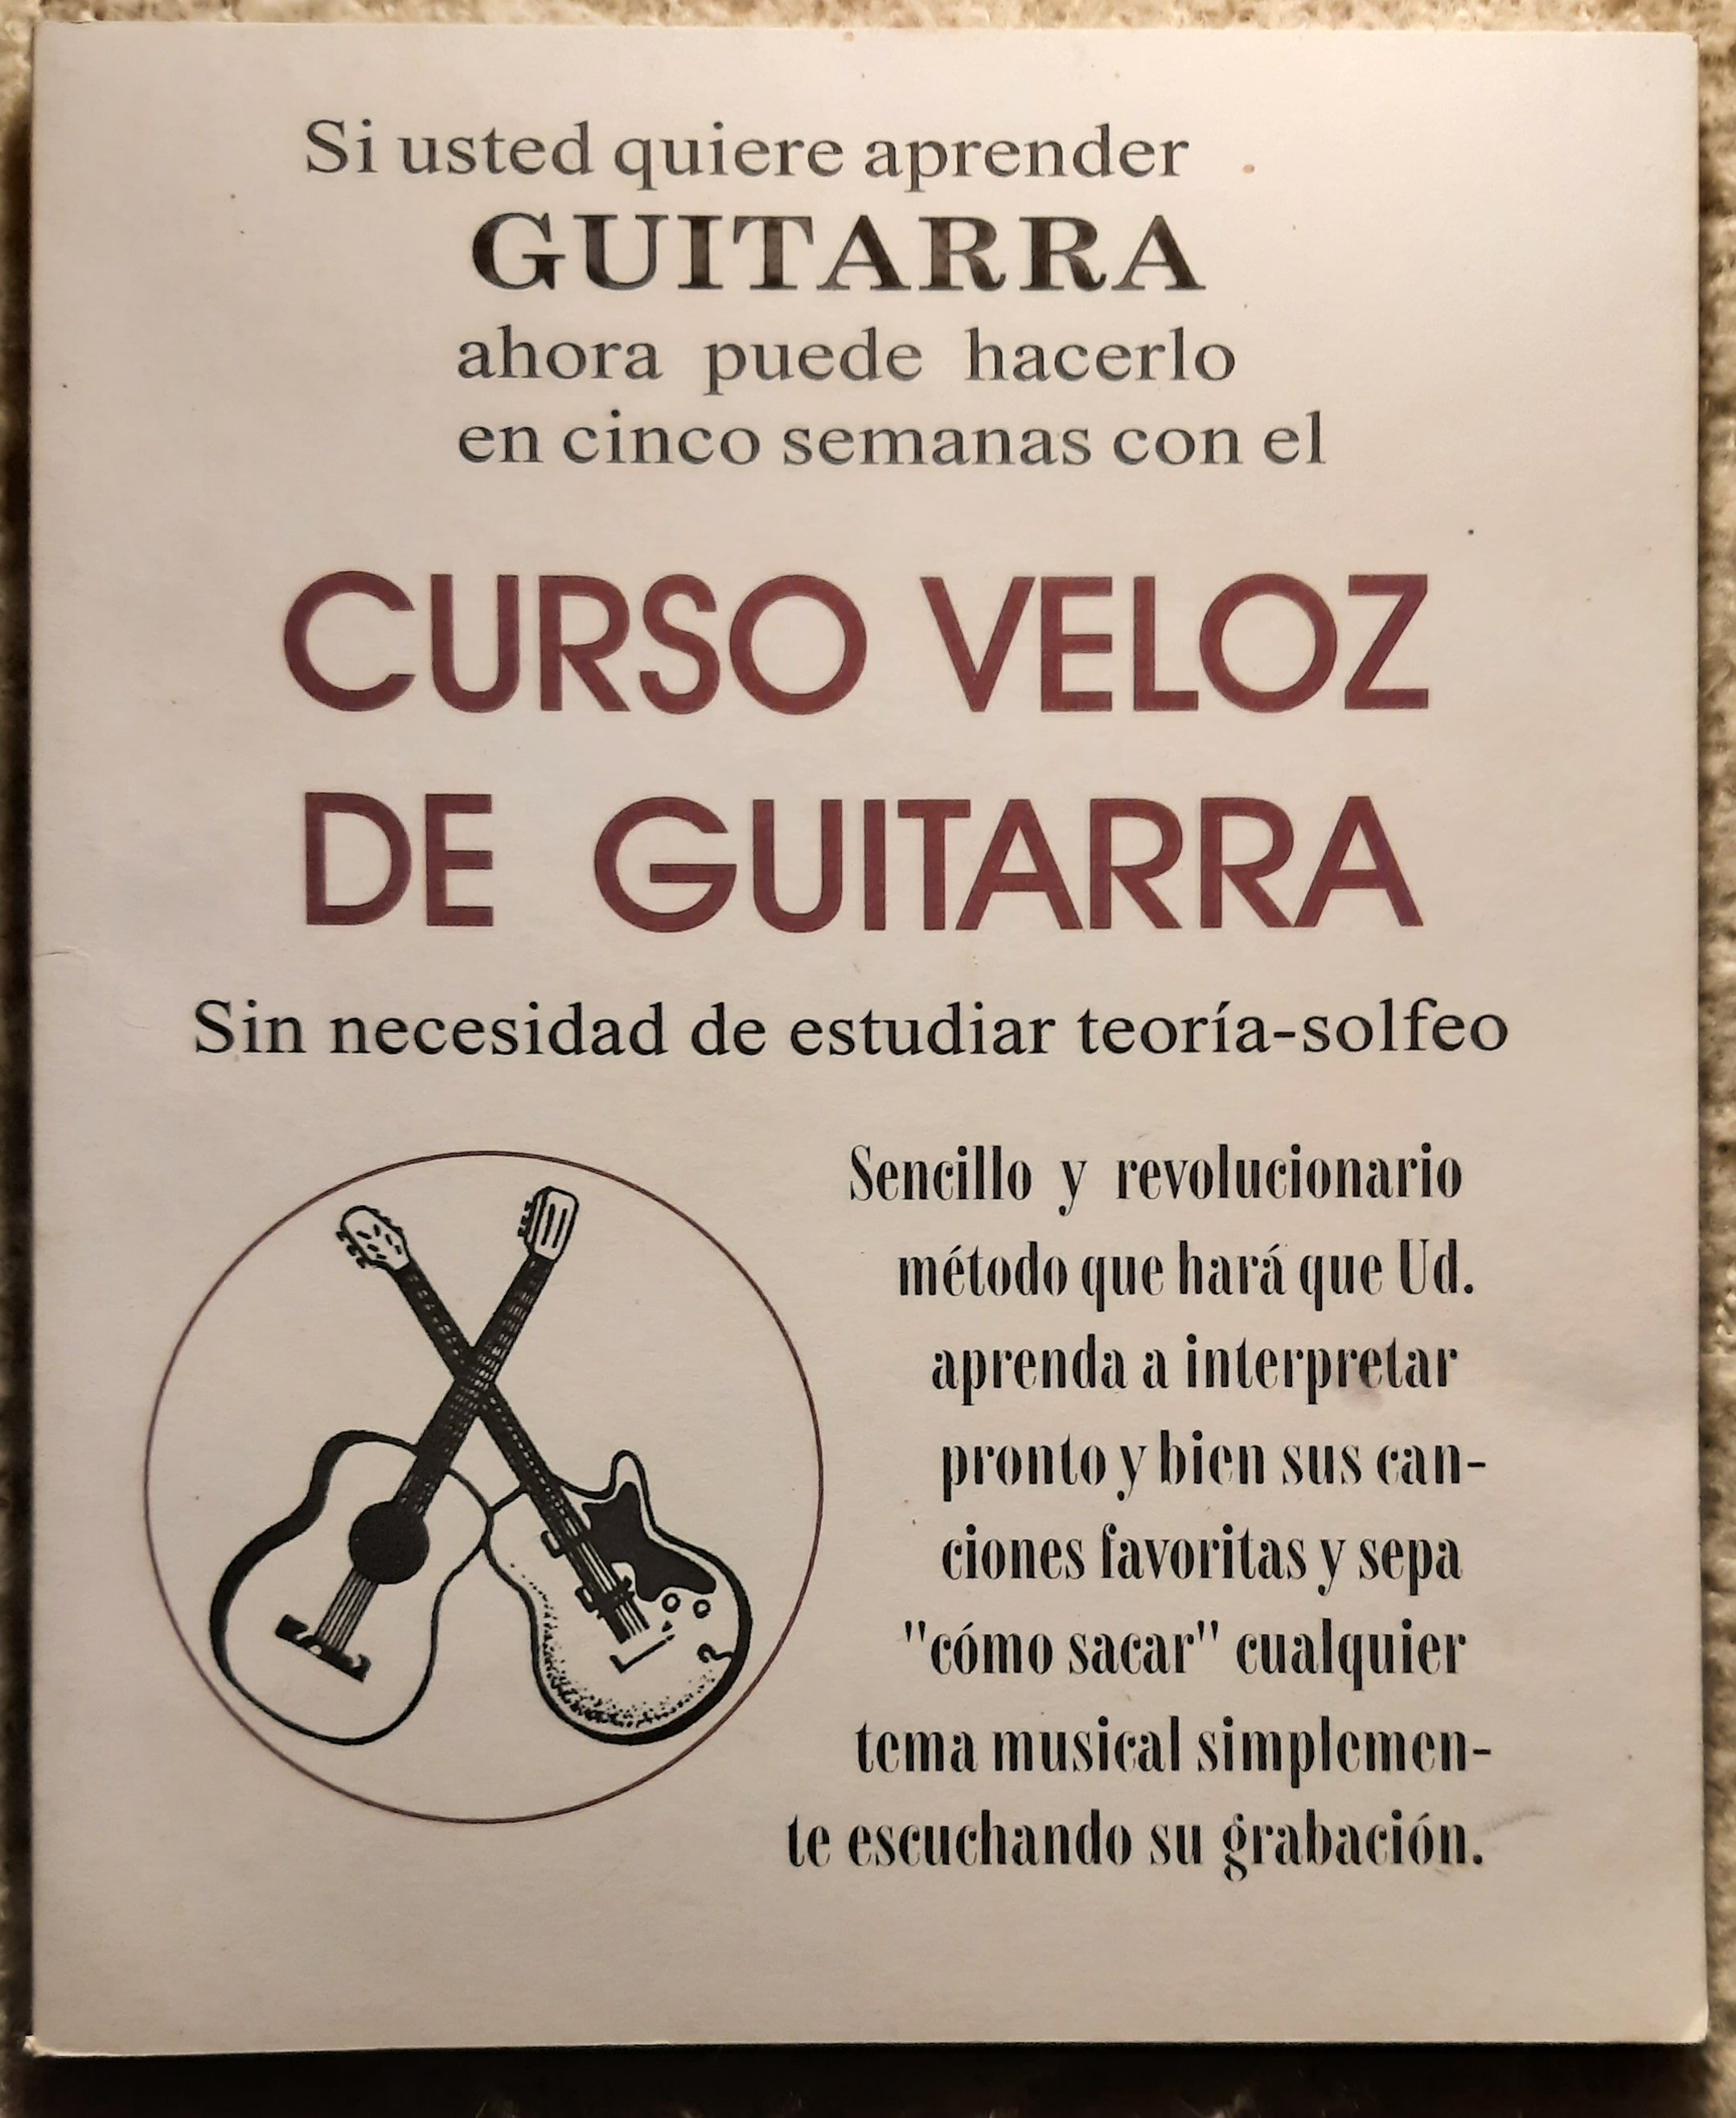 Si usted quiere aprender
GUITARRA
ahora puede hacerlo
en cinco semanas con el
CURSO VELOZ
DE GUITARRA
Sin necesidad de estudiar teoría-solfeo
Sencillo y revolucionario
método que hará que Ud.
aprenda a interpretar
pronto y bien sus can-
ciones favoritas y sepa
"cómo sacar" cualquier
tema musical simplemen-
te escuchando su grabación.